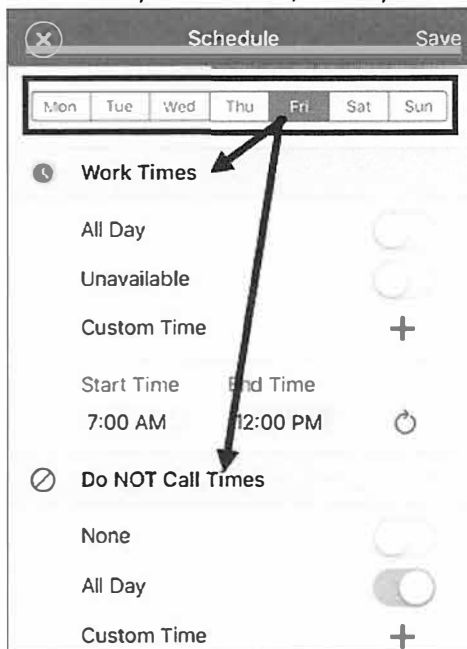 Schedule Save
Mon Tue Wed Thu Fri Sat Sun
Work Times
All Day
Unavailable
Custom Time
Start Time End Time
7:00 AM 12:00 PM
Do NOT Call Times
None
All Day
Custom Time